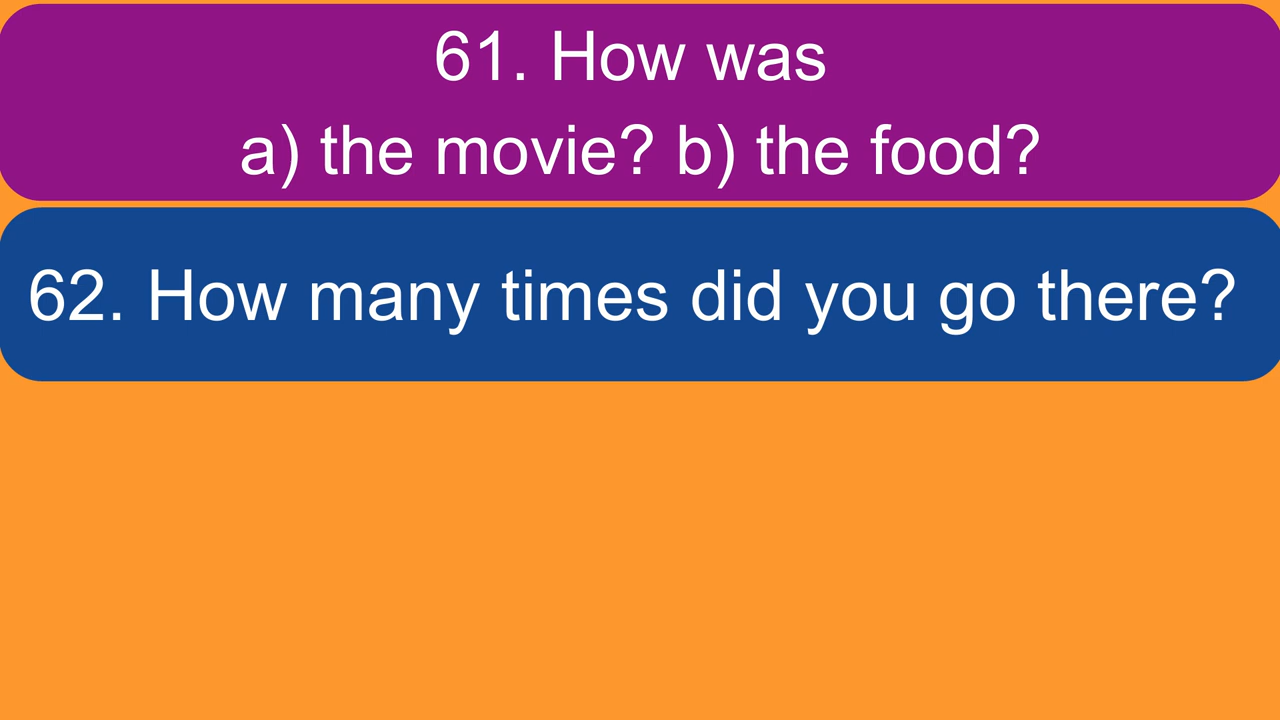 61. How was
a) the movie? b) the food?
62. How many times did you go there?